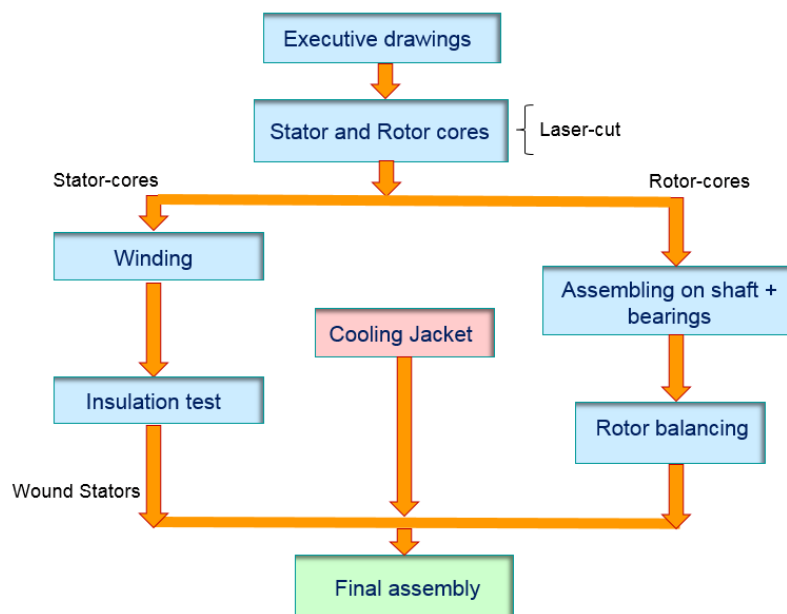 Executive drawings
Stator and Rotor cores
Laser-cut
Stator-cores
Rotor-cores
Winding
Assembling on shaft +
bearings
Cooling Jacket
Insulation test
Rotor balancing
Wound Stators
Final assembly